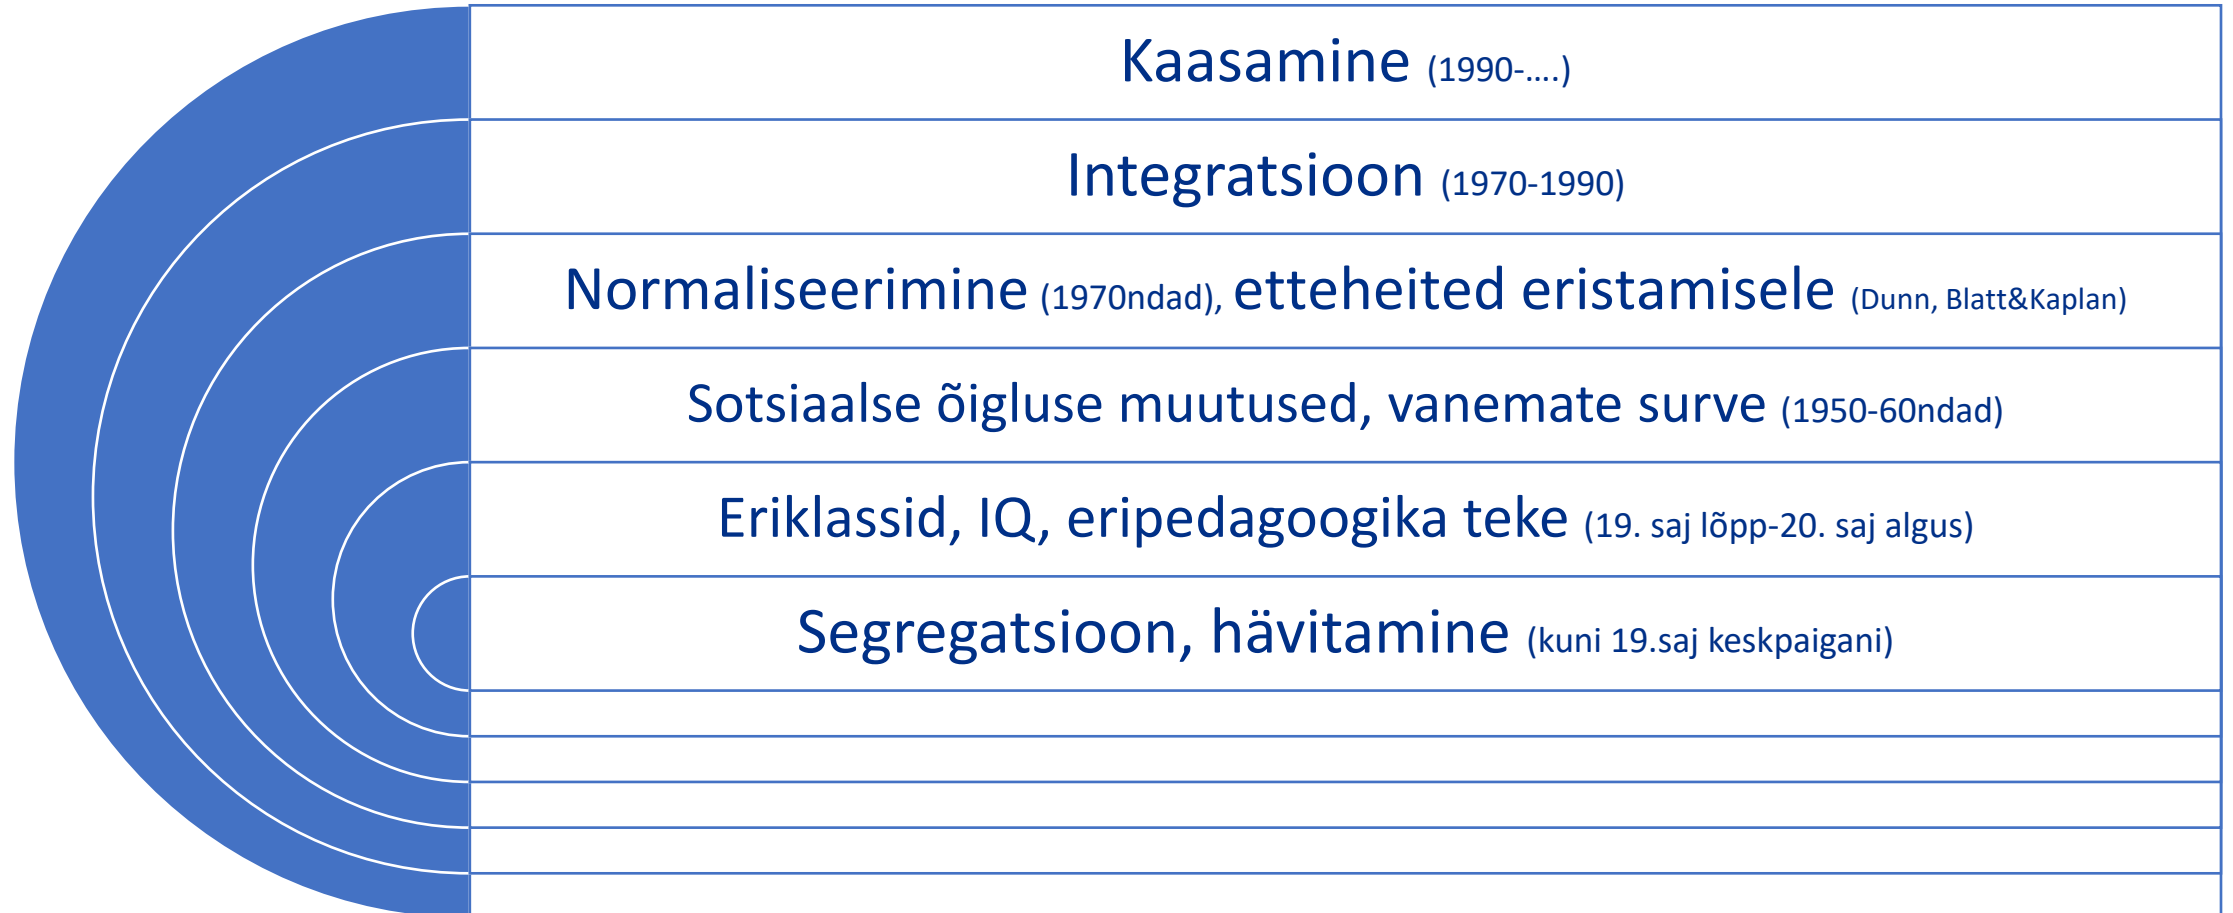 Kaasamine (1990-....)
Integratsioon (1970-1990)
Normaliseerimine (1970ndad), etteheited eristamisele (Dunn, Blatt&Kaplan)
Sotsiaalse õigluse muutused, vanemate surve (1950-60ndad)
Eriklassid, IQ, eripedagoogika teke (19. saj lõpp-20. saj algus)
Segregatsioon, hävitamine (kuni 19.saj keskpaigani)